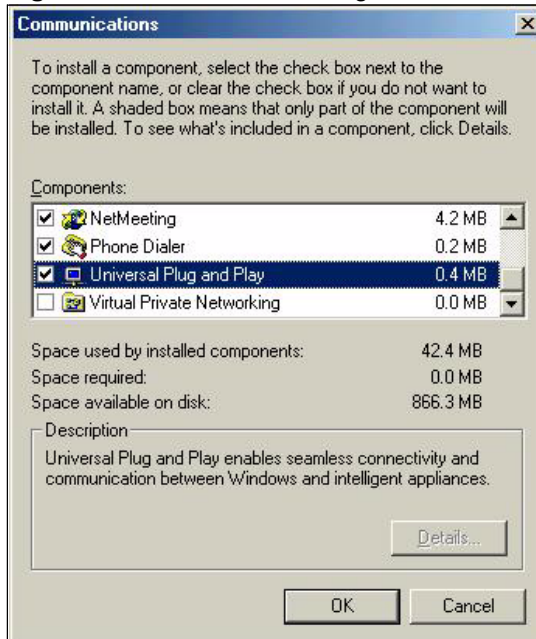 Communications
To install a component, select the check box next to the
component name, or clear the check box if you do not want to
install it. A shaded box means that only part of the component will
be installed. To see what's included in a component, click Details.
Components:
NetMeeting 4.2 MB
Phone Dialer 0.2 MB
Universal Plug and Play 0.4 MB
Virtual Private Networking 0.0 MB
Space used by installed components: 42.4 MB
Space required: 0.0 MB
Space available on disk: 866.3 MB
Description
Universal Plug and Play enables seamless connectivity and
communication between Windows and intelligent appliances.
Details...
OK Cancel